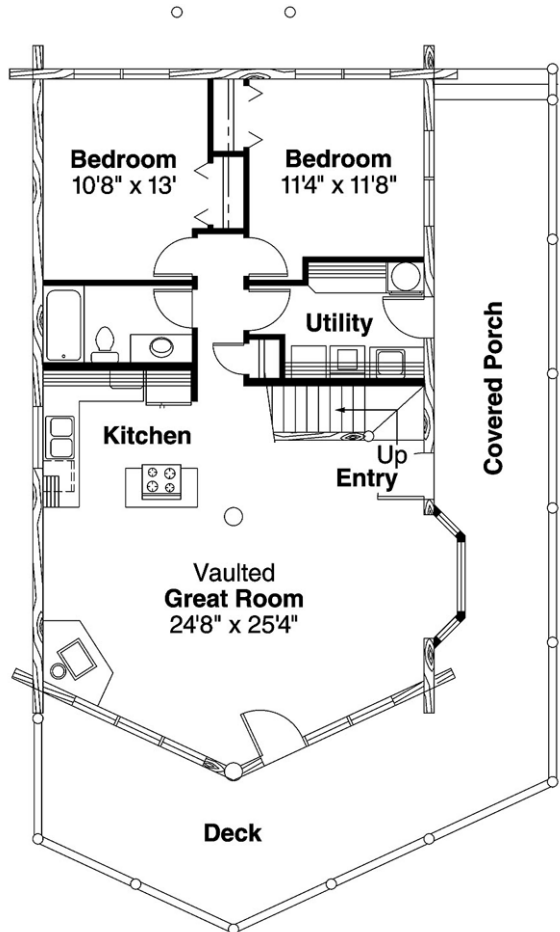 Bedroom
10'8" x 13'
Bedroom
11'4" x 11'8"
Utility
Covered Porch
Kitchen
Up
Entry
Vaulted
Great Room
24'8" x 25'4"
Deck